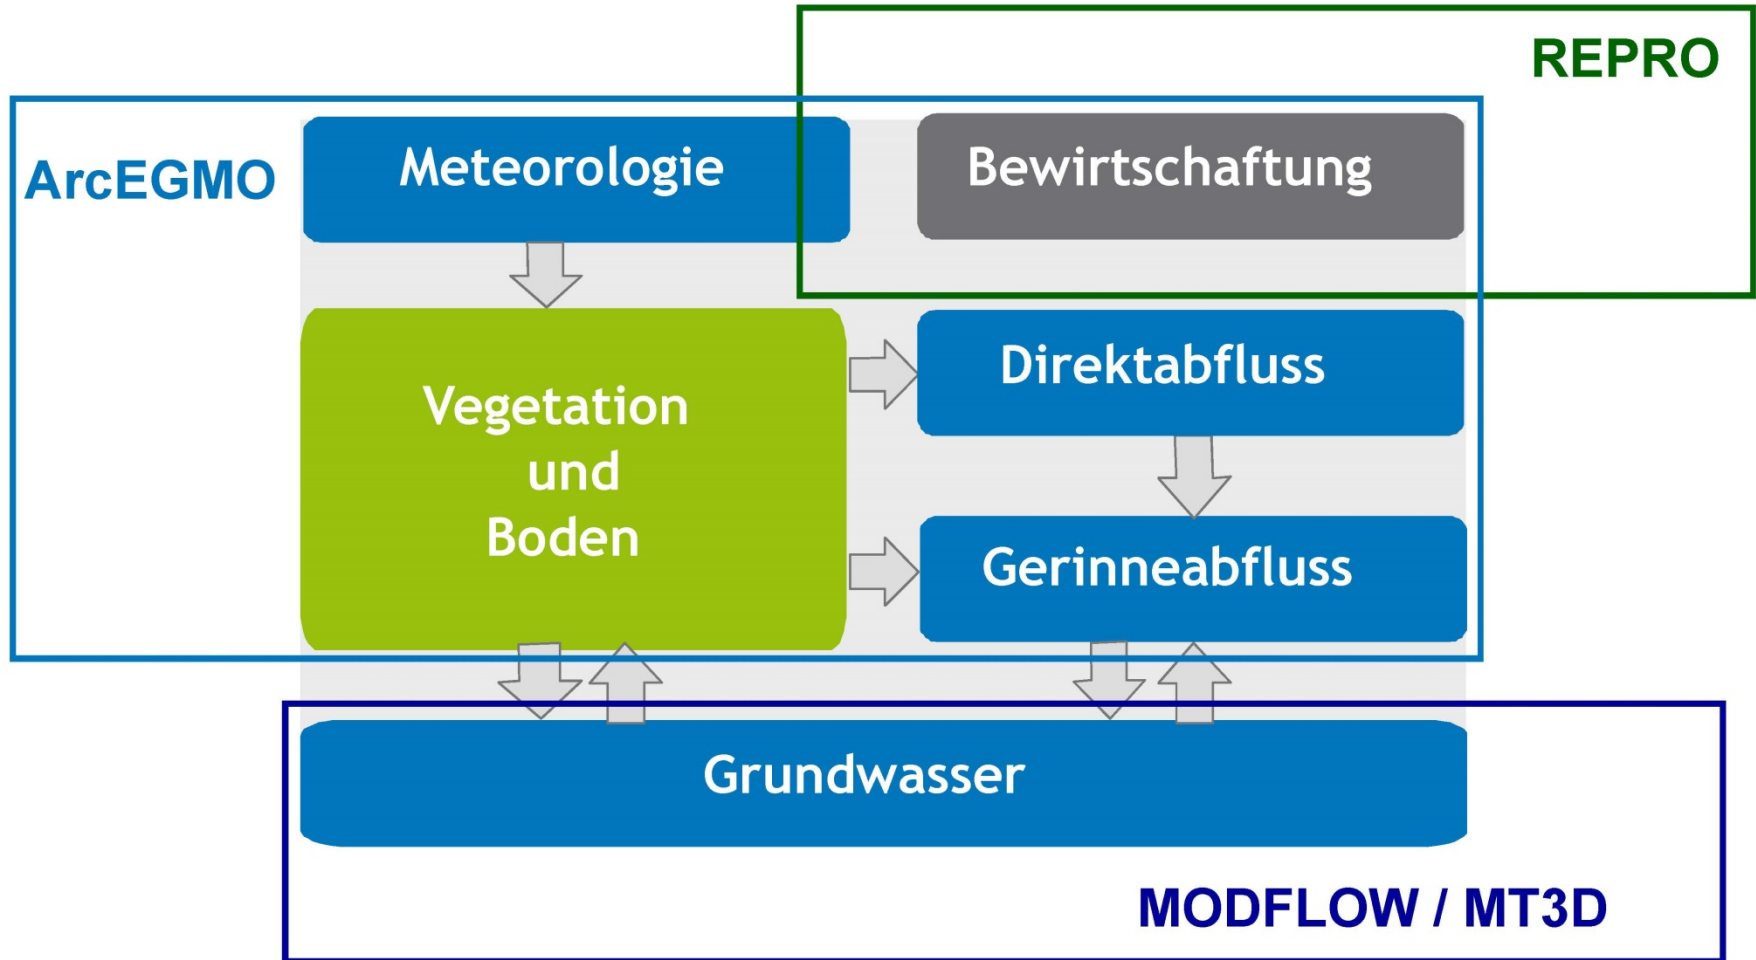 REPRO
ArcEGMO
Meteorologie
Bewirtschaftung
Vegetation
und
Boden
Direktabfluss
Gerinneabfluss
Grundwasser
MODFLOW / MT3D